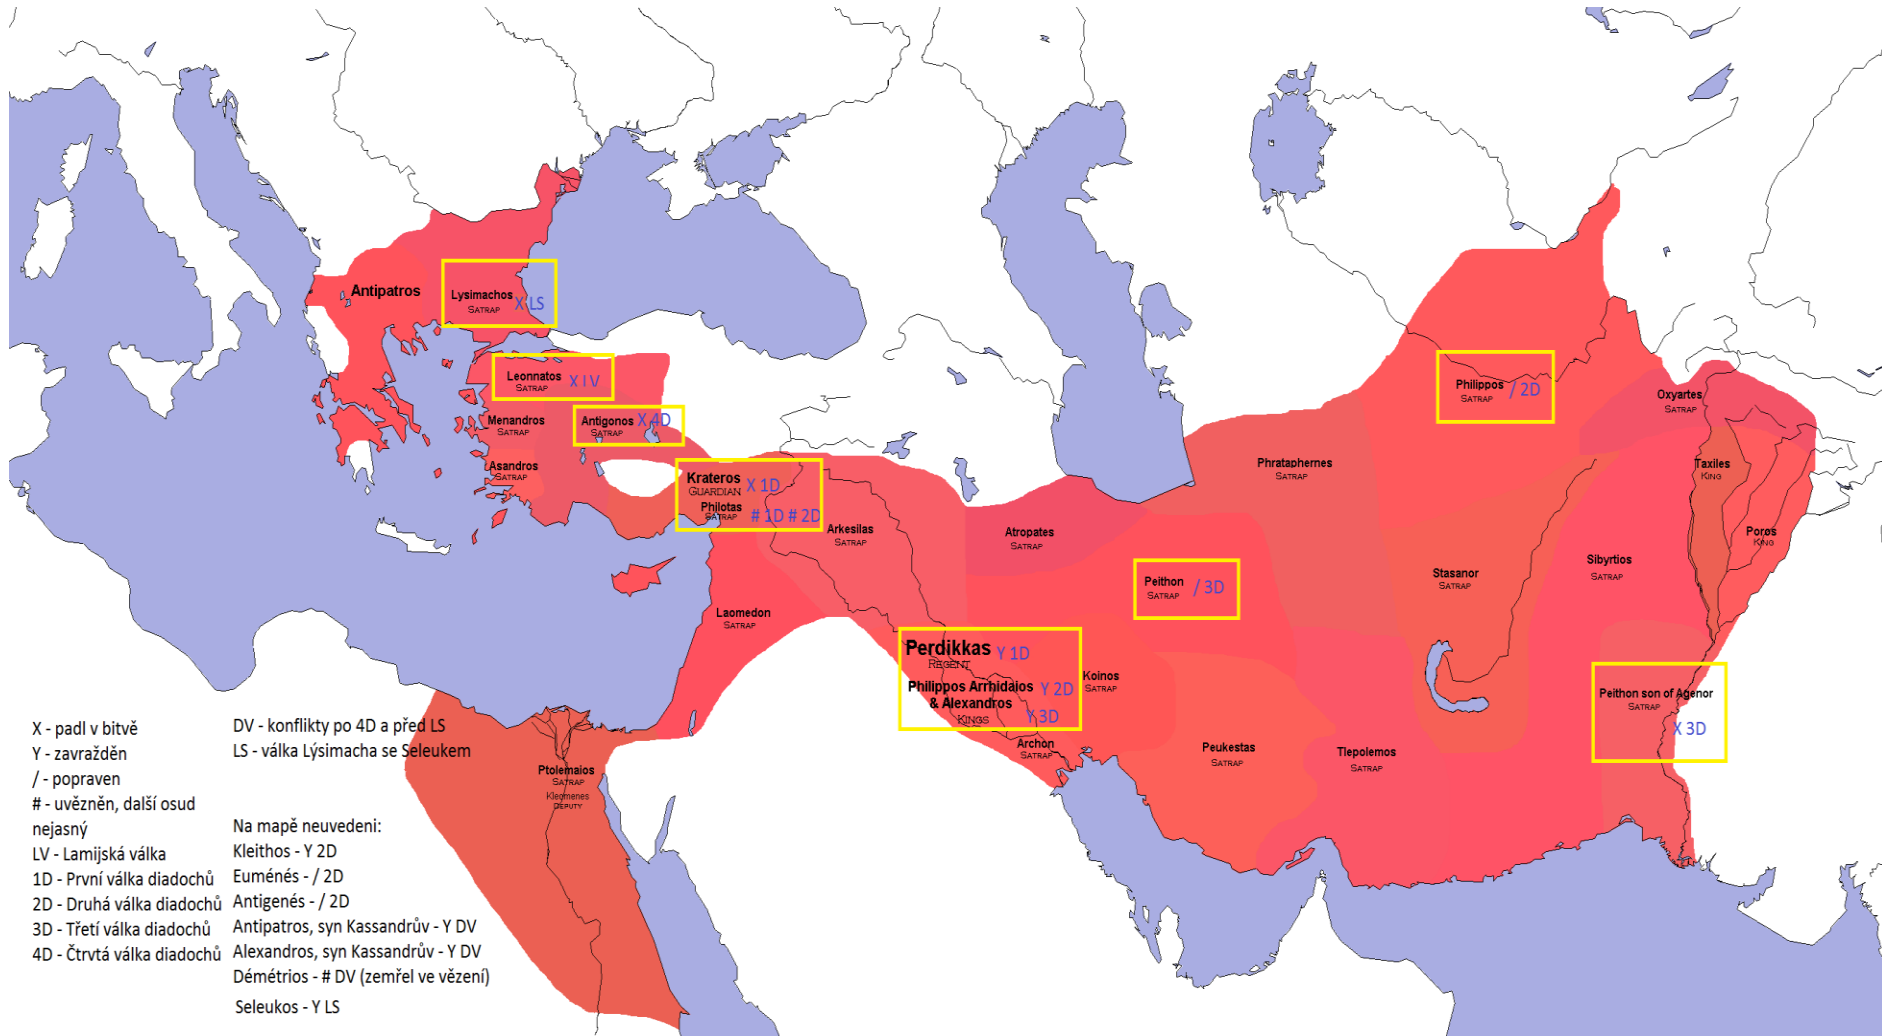 Antipatros
Lysimachos
SATRAP
X LS
Leonnatos
SATRAP
X I V
Menandros
SATRAP
Antigonos
SATRAP
X 4D
Asandros
SATRAP
Krateros
GUARDIAN
X 1D
Philotas
SATRAP
# 1D # 2D
Arkesilas
SATRAP
Atropates
SATRAP
Laomedon
SATRAP
Perdikkas
REGENT
Y 1D
Philippos Arrhidaios
& Alexandros
KINGS
Y 2D
Y 3D
Koinos
SATRAP
Archon
SATRAP
Peithon
SATRAP
/ 3D
Phrataphernes
SATRAP
Philippos
SATRAP
/ 2D
Oxyartes
SATRAP
Taxiles
KING
Poros
KING
Stasanor
SATRAP
Sibyrtios
SATRAP
Peithon son of Agenor
SATRAP
X 3D
Peukestas
SATRAP
Tlepolemos
SATRAP
Ptolemaios
SATRAP
Kleomenes
DEPUTY
X - padl v bitvě
Y - zavražděn
/ - popraven
# - uvězněn, další osud
nejasný
LV - Lamijská válka
1D - První válka diadochů
2D - Druhá válka diadochů
3D - Třetí válka diadochů
4D - Čtrvtá válka diadochů
DV - konflikty po 4D a před LS
LS - válka Lýsimacha se Seleukem
Na mapě neuvedeni:
Kleithos - Y 2D
Euménés - / 2D
Antigenés - / 2D
Antipatros, syn Kassandrův - Y DV
Alexandros, syn Kassandrův - Y DV
Démétrios - # DV (zemřel ve vězení)
Seleukos - Y LS